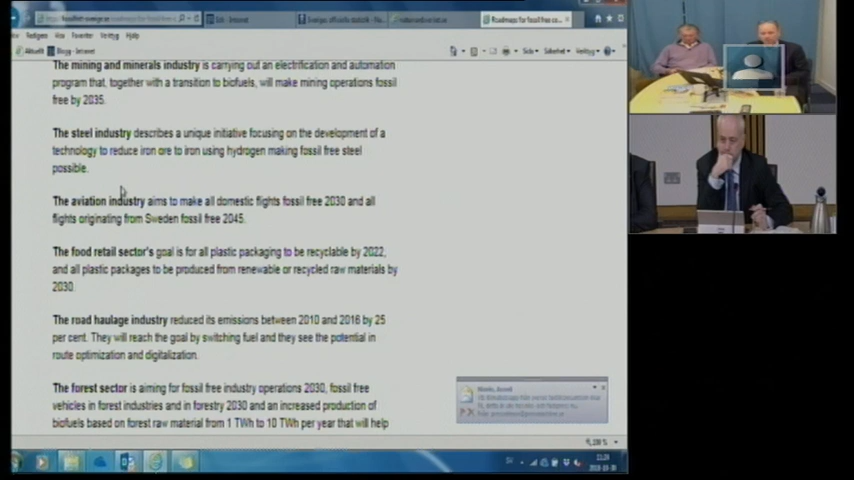 The mining and minerals industry is carrying out an electrification and automation
program that, together with a transition to biofuels, will make mining operations fossil
free by 2035.
The steel industry describes a unique initiative focusing on the development of a
technology to reduce iron ore to iron using hydrogen making fossil free steel
possible.
The aviation industry aims to make all domestic flights fossil free 2030 and all
flights originating from Sweden fossil free 2045.
The food retail sector's goal is for all plastic packaging to be recyclable by 2022,
and all plastic packages to be produced from renewable or recycled raw materials by
2030.
The road haulage industry reduced its emissions between 2010 and 2016 by 25
per cent. They will reach the goal by switching fuel and they see the potential in
route optimization and digitalization.
The forest sector is aiming for fossil free industry operations 2030, fossil free
vehicles in forest industries and in forestry 2030 and an increased production of
biofuels based on forest raw material from 1 TWh to 10 TWh per year that will help